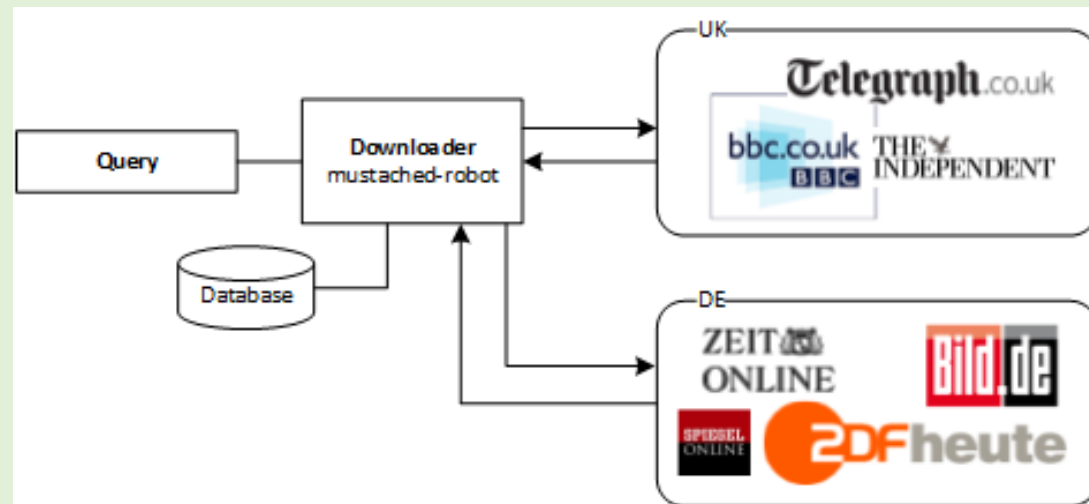 UK
Telegraph.co.uk
bbc.co.uk
BBC
THE
INDEPENDENT
Query
Downloader
mustached-robot
Database
DE
ZEIT
ONLINE
Bild.de
SPIEGEL
ONLINE
2DFheute